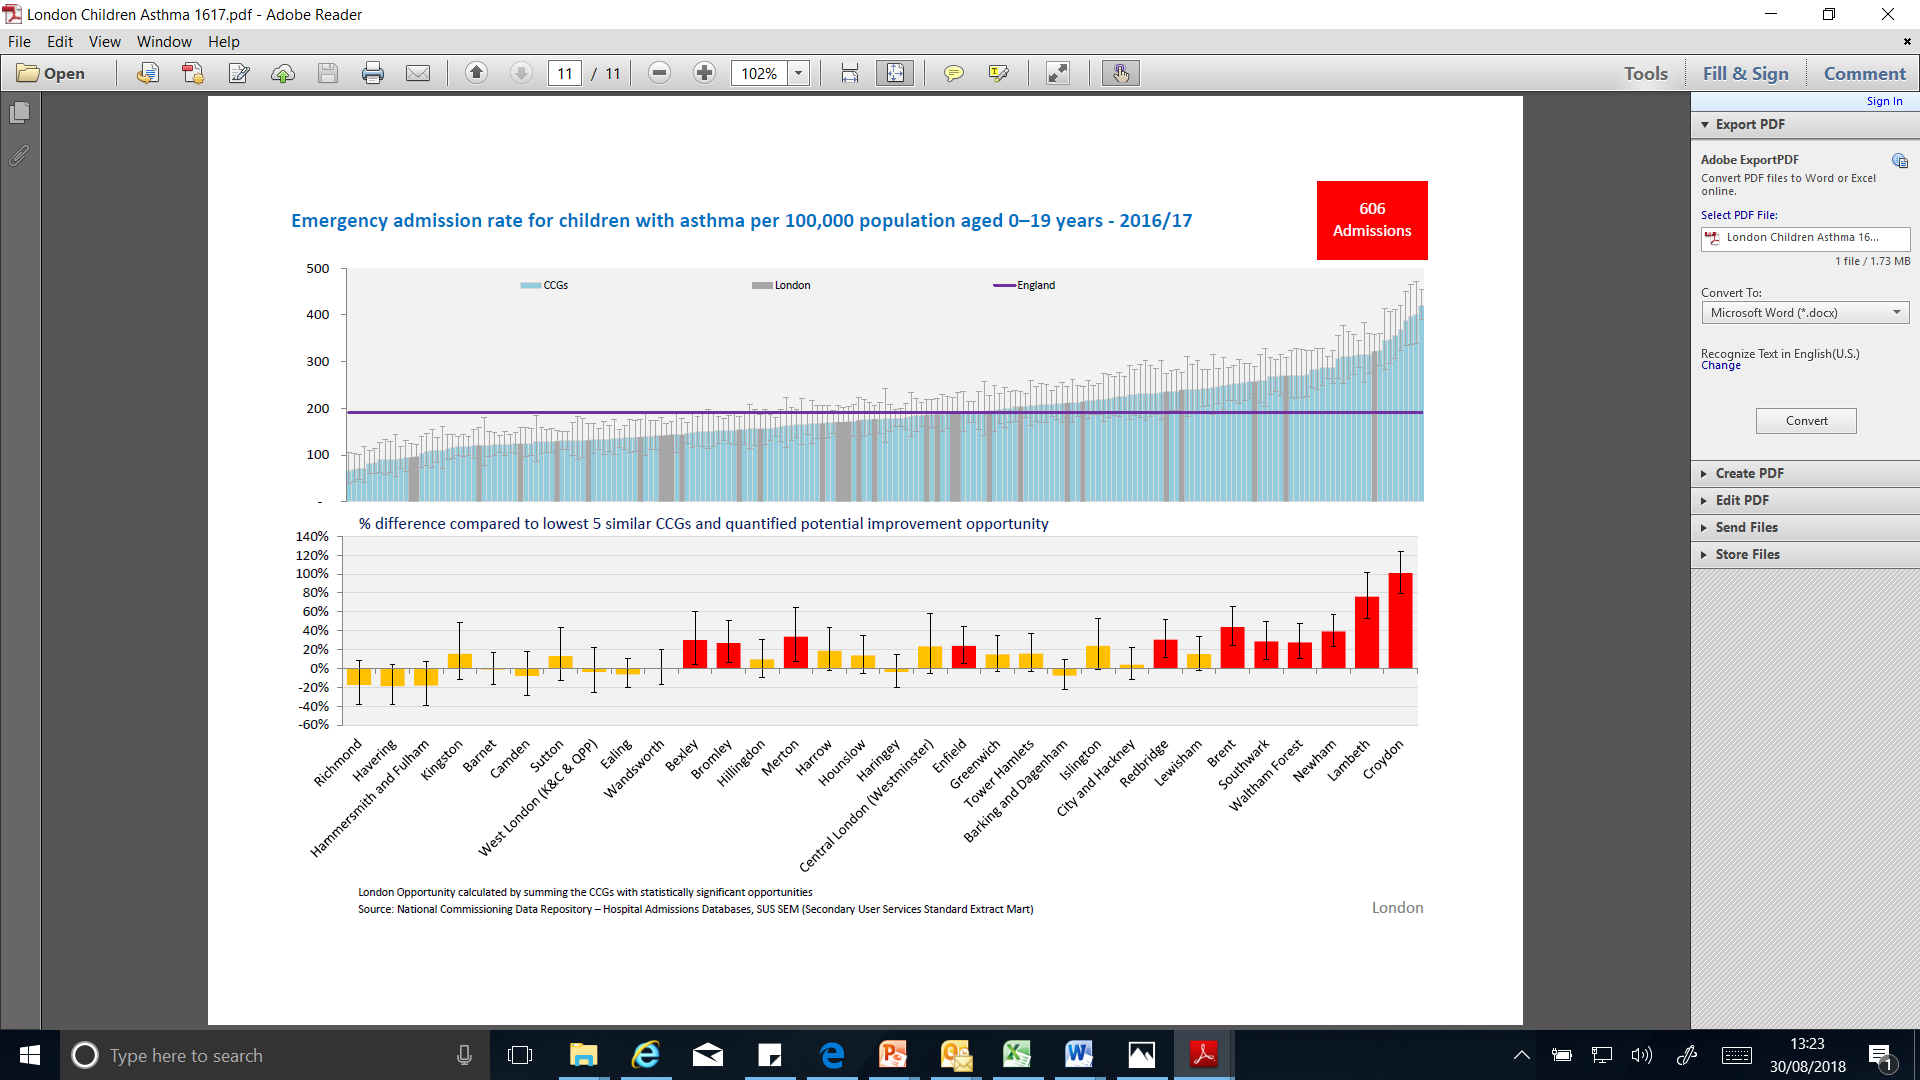 London Children Asthma 1617.pdf - Adobe Reader
File Edit View Window Help
Open 11 / 11 102% Tools Fill & Sign Comment
Sign In
Export PDF
Adobe ExportPDF
Convert PDF files to Word or Excel
online.
Select PDF File:
London Children Asthma 16...
1 file / 1.73 MB
Convert To:
Microsoft Word (*.docx)
Recognize Text in English(U.S.)
Change
Convert
Create PDF
Edit PDF
Send Files
Store Files
606
Admissions
Emergency admission rate for children with asthma per 100,000 population aged 0–19 years - 2016/17
CCGs London England
500
400
300
200
100
-
% difference compared to lowest 5 similar CCGs and quantified potential improvement opportunity
140%
120%
100%
80%
60%
40%
20%
0%
-20%
-40%
-60%
Richmond
Havering
Hammersmith and Fulham
Kingston
Barnet
Camden
Sutton
West London (K&C & QPP)
Ealing
Wandsworth
Bexley
Bromley
Hillingdon
Merton
Harrow
Hounslow
Haringey
Central London (Westminster)
Enfield
Greenwich
Tower Hamlets
Barking and Dagenham
Islington
City and Hackney
Redbridge
Lewisham
Brent
Southwark
Waltham Forest
Newham
Lambeth
Croydon
London Opportunity calculated by summing the CCGs with statistically significant opportunities
Source: National Commissioning Data Repository – Hospital Admissions Databases, SUS SEM (Secondary User Services Standard Extract Mart)
London
Type here to search
13:23
30/08/2018
1